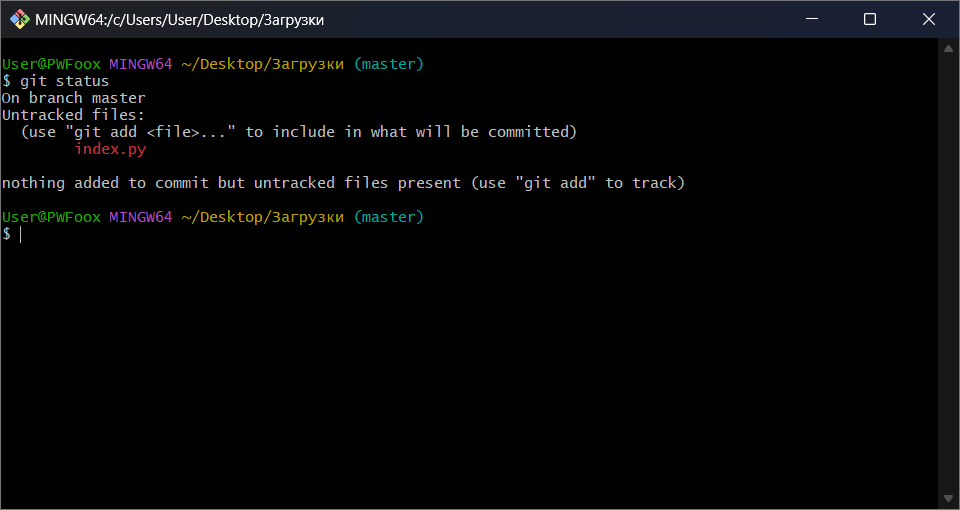 MINGW64:/c/Users/User/Desktop/Загрузки
User@PWFoox MINGW64 ~/Desktop/Загрузки (master)
$ git status
On branch master
Untracked files:
  (use "git add <file>..." to include in what will be committed)
        index.py
nothing added to commit but untracked files present (use "git add" to track)
User@PWFoox MINGW64 ~/Desktop/Загрузки (master)
$